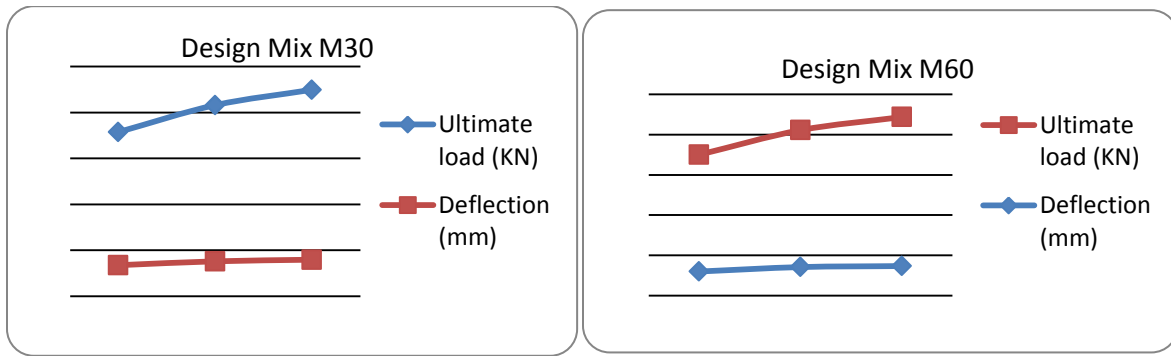 Design Mix M30
Ultimate
load (KN)
Deflection
(mm)
Design Mix M60
Ultimate
load (KN)
Deflection
(mm)